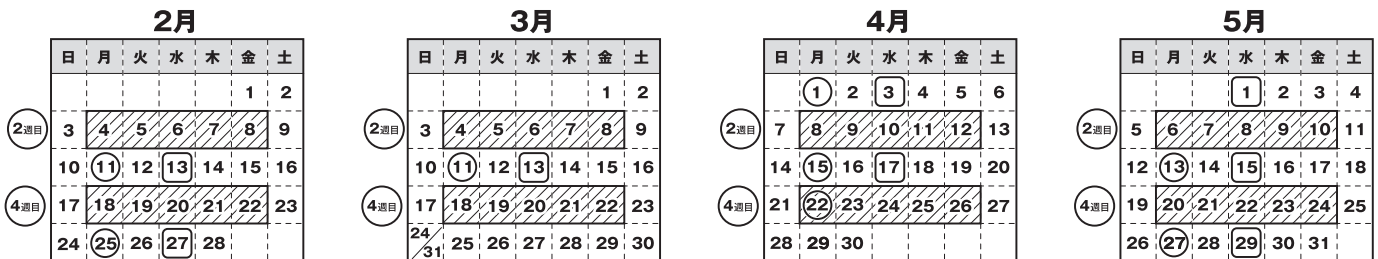 2月
日 月 火 水 木 金 土
1 2
2週目 3 4 5 6 7 8 9
10 11 12 13 14 15 16
4週目 17 18 19 20 21 22 23
24 25 26 27 28
3月
日 月 火 水 木 金 土
1 2
2週目 3 4 5 6 7 8 9
10 11 12 13 14 15 16
4週目 17 18 19 20 21 22 23
24/31 25 26 27 28 29 30
4月
日 月 火 水 木 金 土
1 2 3 4 5 6
2週目 7 8 9 10 11 12 13
14 15 16 17 18 19 20
4週目 21 22 23 24 25 26 27
28 29 30
5月
日 月 火 水 木 金 土
1 2 3 4
2週目 5 6 7 8 9 10 11
12 13 14 15 16 17 18
4週目 19 20 21 22 23 24 25
26 27 28 29 30 31